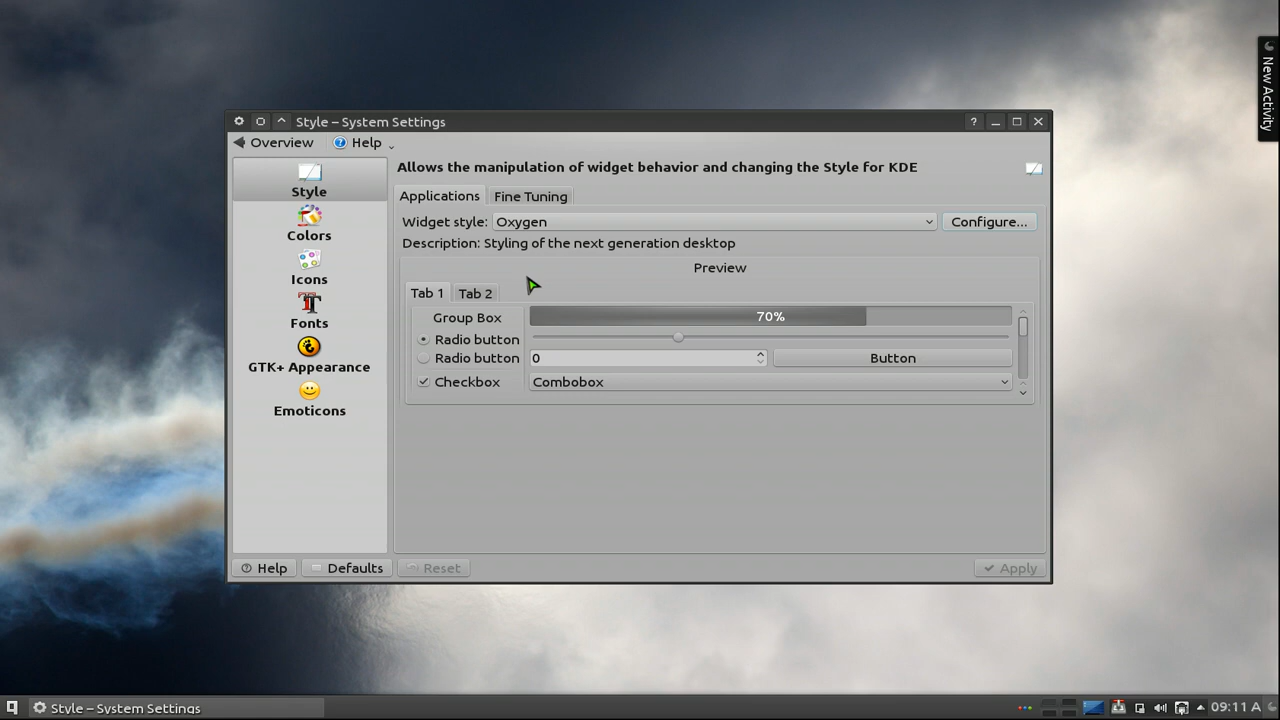 New Activity
Style – System Settings
?
Overview
Help
Allows the manipulation of widget behavior and changing the Style for KDE
Style
Colors
Icons
Fonts
GTK+ Appearance
Emoticons
Applications
Fine Tuning
Widget style:
Oxygen
Configure...
Description: Styling of the next generation desktop
Preview
Tab 1
Tab 2
Group Box
70%
Radio button
Radio button
0
Button
Checkbox
Combobox
Help
Defaults
Reset
Apply
Style – System Settings
09:11 A